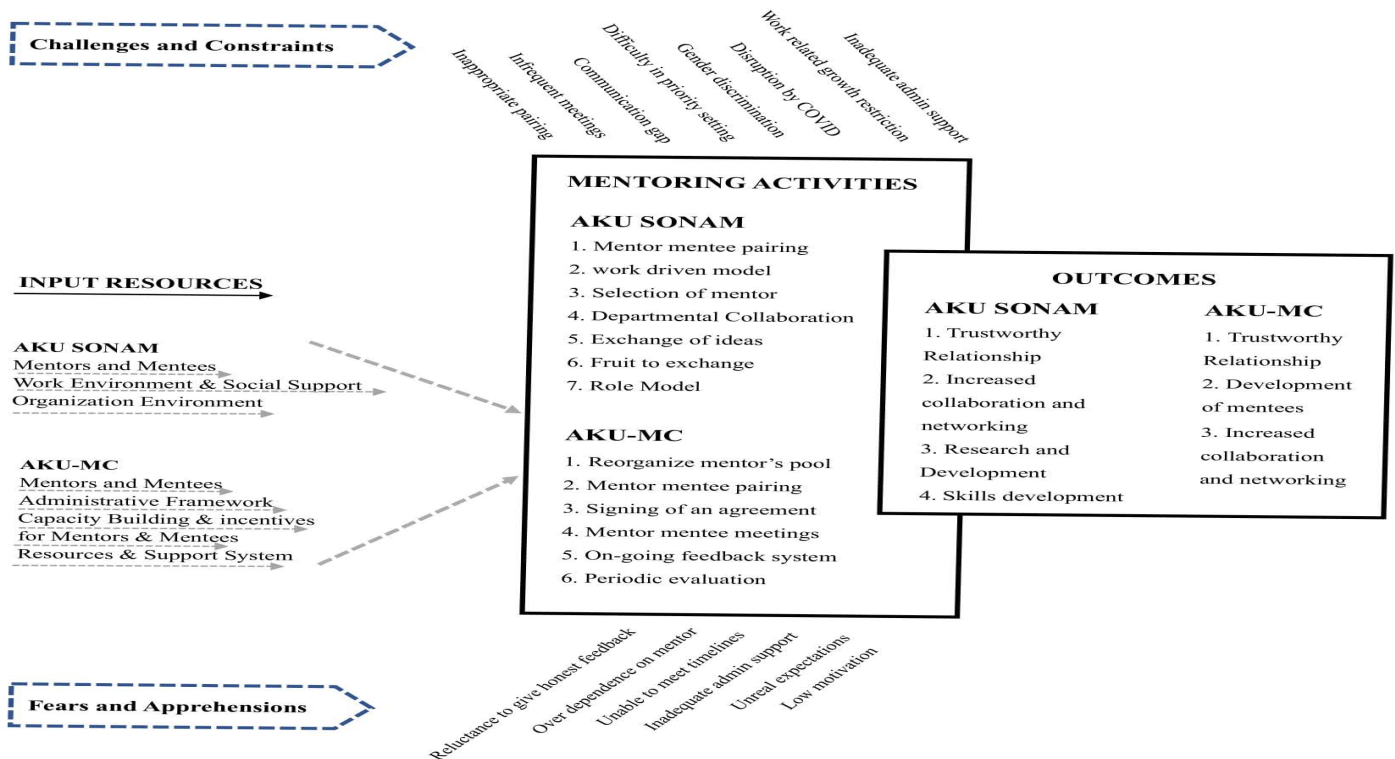 Challenges and Constraints
Inappropriate pairing
Infrequent meetings
Communication gap
Difficulty in priority setting
Gender discrimination
Disruption by COVID
Work related growth restriction
Inadequate admin support
INPUT RESOURCES
AKU SONAM
Mentors and Mentees
Work Environment & Social Support
Organization Environment
AKU-MC
Mentors and Mentees
Administrative Framework
Capacity Building & incentives
for Mentors & Mentees
Resources & Support System
MENTORING ACTIVITIES
AKU SONAM
1. Mentor mentee pairing
2. work driven model
3. Selection of mentor
4. Departmental Collaboration
5. Exchange of ideas
6. Fruit to exchange
7. Role Model
AKU-MC
1. Reorganize mentor’s pool
2. Mentor mentee pairing
3. Signing of an agreement
4. Mentor mentee meetings
5. On-going feedback system
6. Periodic evaluation
OUTCOMES
AKU SONAM
1. Trustworthy
Relationship
2. Increased
collaboration and
networking
3. Research and
Development
4. Skills development
AKU-MC
1. Trustworthy
Relationship
2. Development
of mentees
3. Increased
collaboration
and networking
Fears and Apprehensions
Reluctance to give honest feedback
Over dependence on mentor
Unable to meet timelines
Inadequate admin support
Unreal expectations
Low motivation